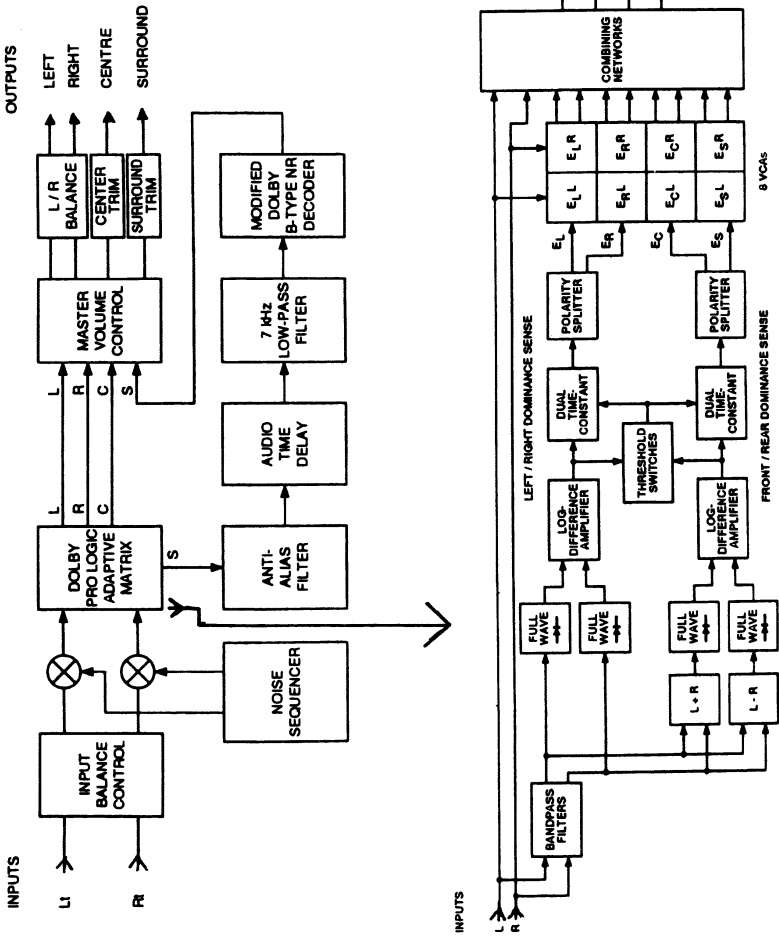 INPUTS
OUTPUTS
Lt
Rt
INPUT
BALANCE
CONTROL
NOISE
SEQUENCER
DOLBY
PRO LOGIC
ADAPTIVE
MATRIX
L
R
C
S
L
R
C
S
MASTER
VOLUME
CONTROL
L / R
BALANCE
CENTER
TRIM
SURROUND
TRIM
LEFT
RIGHT
CENTRE
SURROUND
ANTI-
ALIAS
FILTER
AUDIO
TIME
DELAY
7 kHz
LOW-PASS
FILTER
MODIFIED
DOLBY
B-TYPE NR
DECODER
INPUTS
L
R
BANDPASS
FILTERS
FULL
WAVE
FULL
WAVE
L + R
L - R
FULL
WAVE
FULL
WAVE
LOG-
DIFFERENCE
AMPLIFIER
LOG-
DIFFERENCE
AMPLIFIER
LEFT / RIGHT DOMINANCE SENSE
THRESHOLD
SWITCHES
FRONT / REAR DOMINANCE SENSE
DUAL
TIME-
CONSTANT
DUAL
TIME-
CONSTANT
POLARITY
SPLITTER
POLARITY
SPLITTER
EL
ER
EC
ES
ELL ELR
ERL ERR
ECL ECR
ESL ESR
8 VCAs
COMBINING
NETWORKS